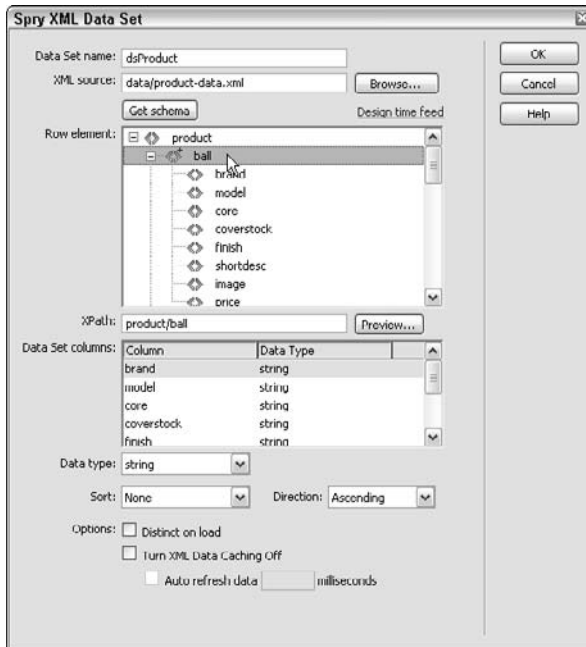 Spry XML Data Set
Data Set name: dsProduct
OK
XML source: data/product-data.xml Browse...
Cancel
Get schema Design time feed
Help
Row element: product
ball
brand
model
core
coverstock
finish
shortdesc
image
price
XPath: product/ball Preview...
Data Set columns: Column Data Type
brand string
model string
core string
coverstock string
finish string
Data type: string
Sort: None Direction: Ascending
Options: Distinct on load
Turn XML Data Caching Off
Auto refresh data milliseconds